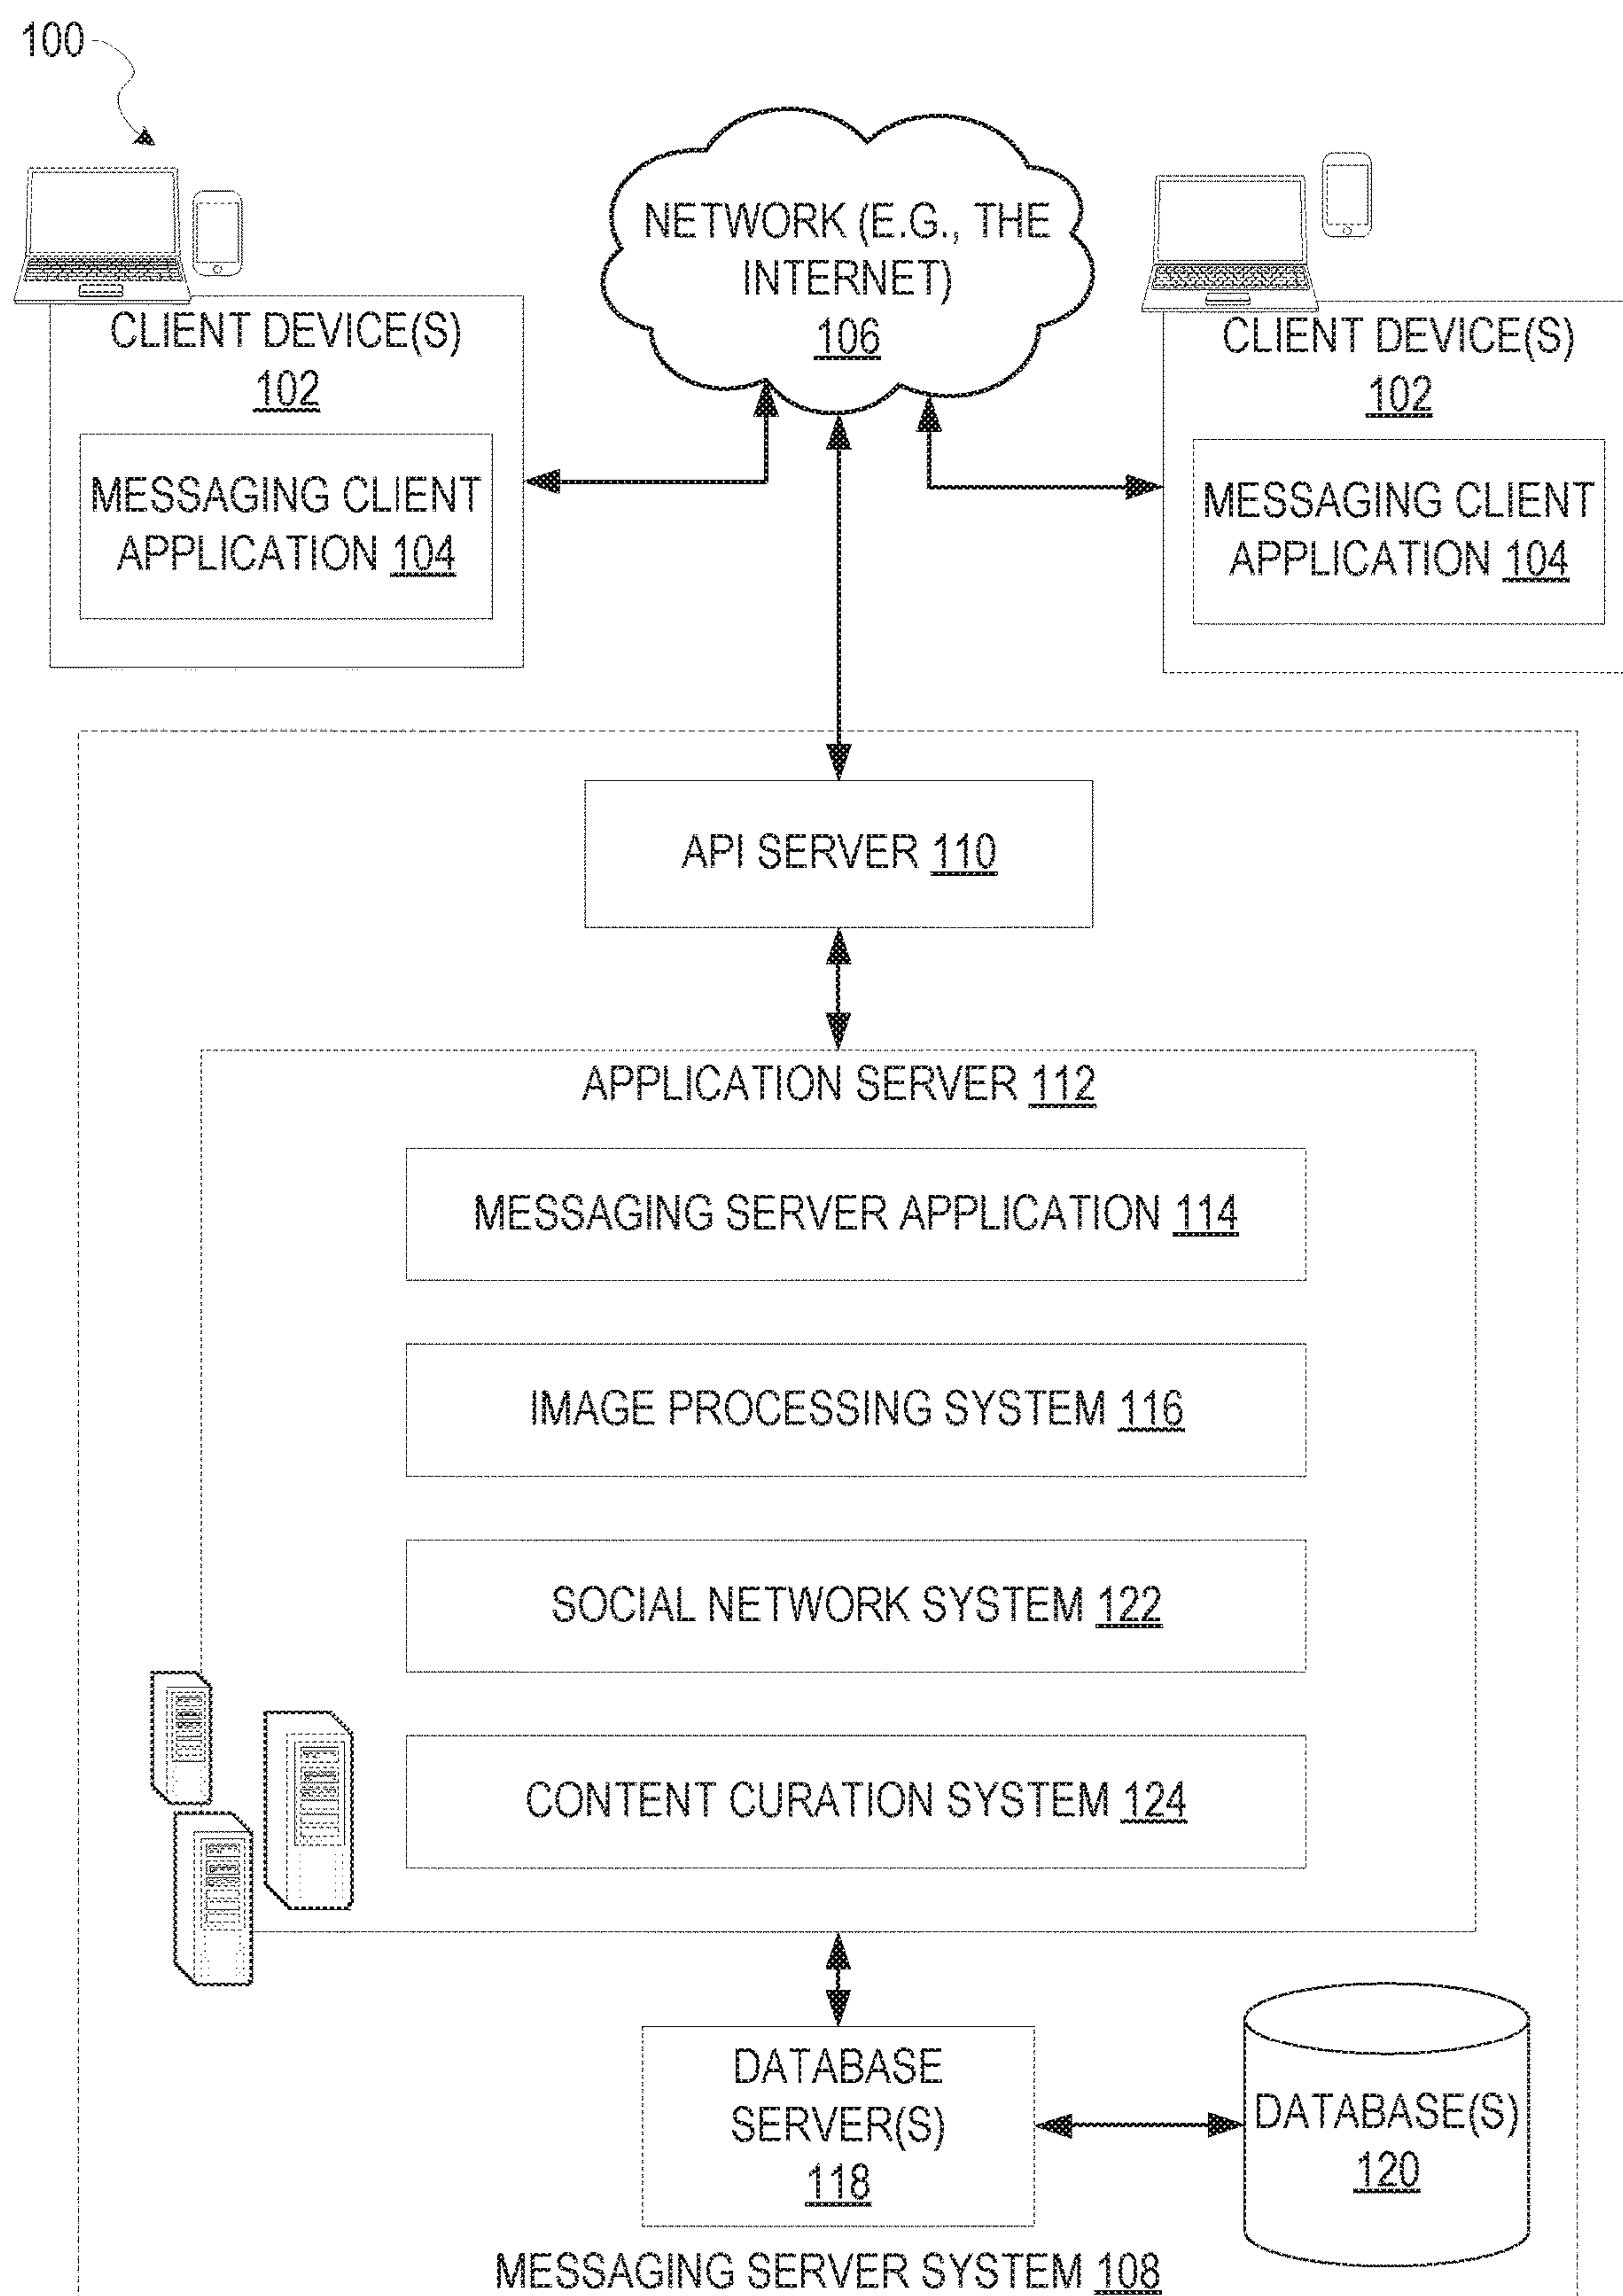 100
NETWORK (E.G., THE
INTERNET)
106
CLIENT DEVICE(S)
102
MESSAGING CLIENT
APPLICATION 104
CLIENT DEVICE(S)
102
MESSAGING CLIENT
APPLICATION 104
API SERVER 110
APPLICATION SERVER 112
MESSAGING SERVER APPLICATION 114
IMAGE PROCESSING SYSTEM 116
SOCIAL NETWORK SYSTEM 122
CONTENT CURATION SYSTEM 124
DATABASE
SERVER(S)
118
DATABASE(S)
120
MESSAGING SERVER SYSTEM 108